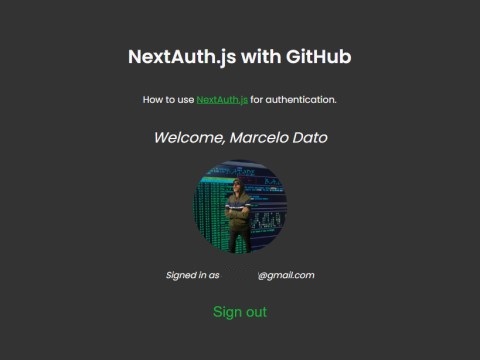 NextAuth.js with GitHub
How to use NextAuth.js for authentication.
Welcome, Marcelo Dato
Signed in as @gmail.com
Sign out